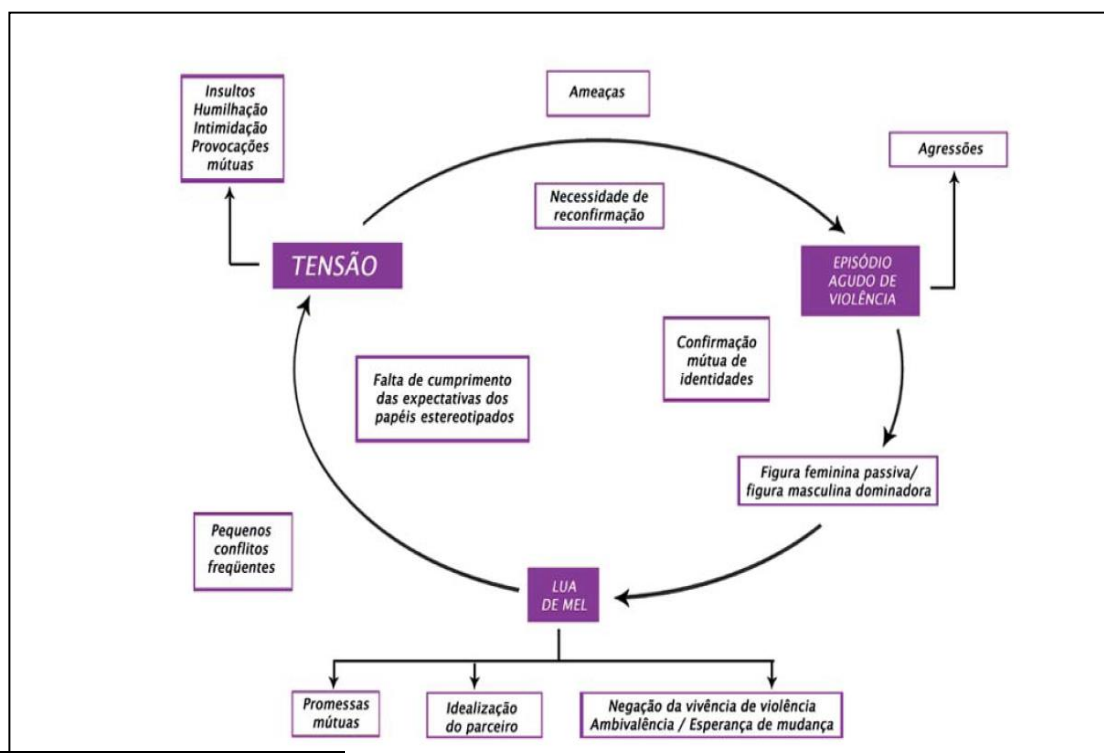 Insultos
Humilhação
Intimidação
Provocações
mútuas
Ameaças
Agressões
Necessidade de
reconfirmação
TENSÃO
EPISÓDIO
AGUDO DE
VIOLÊNCIA
Confirmação
mútua de
identidades
Falta de cumprimento
das expectativas dos
papéis estereotipados
Figura feminina passiva/
figura masculina dominadora
Pequenos
conflitos
freqüentes
LUA
DE MEL
Promessas
mútuas
Idealização
do parceiro
Negação da vivência de violência
Ambivalência / Esperança de mudança